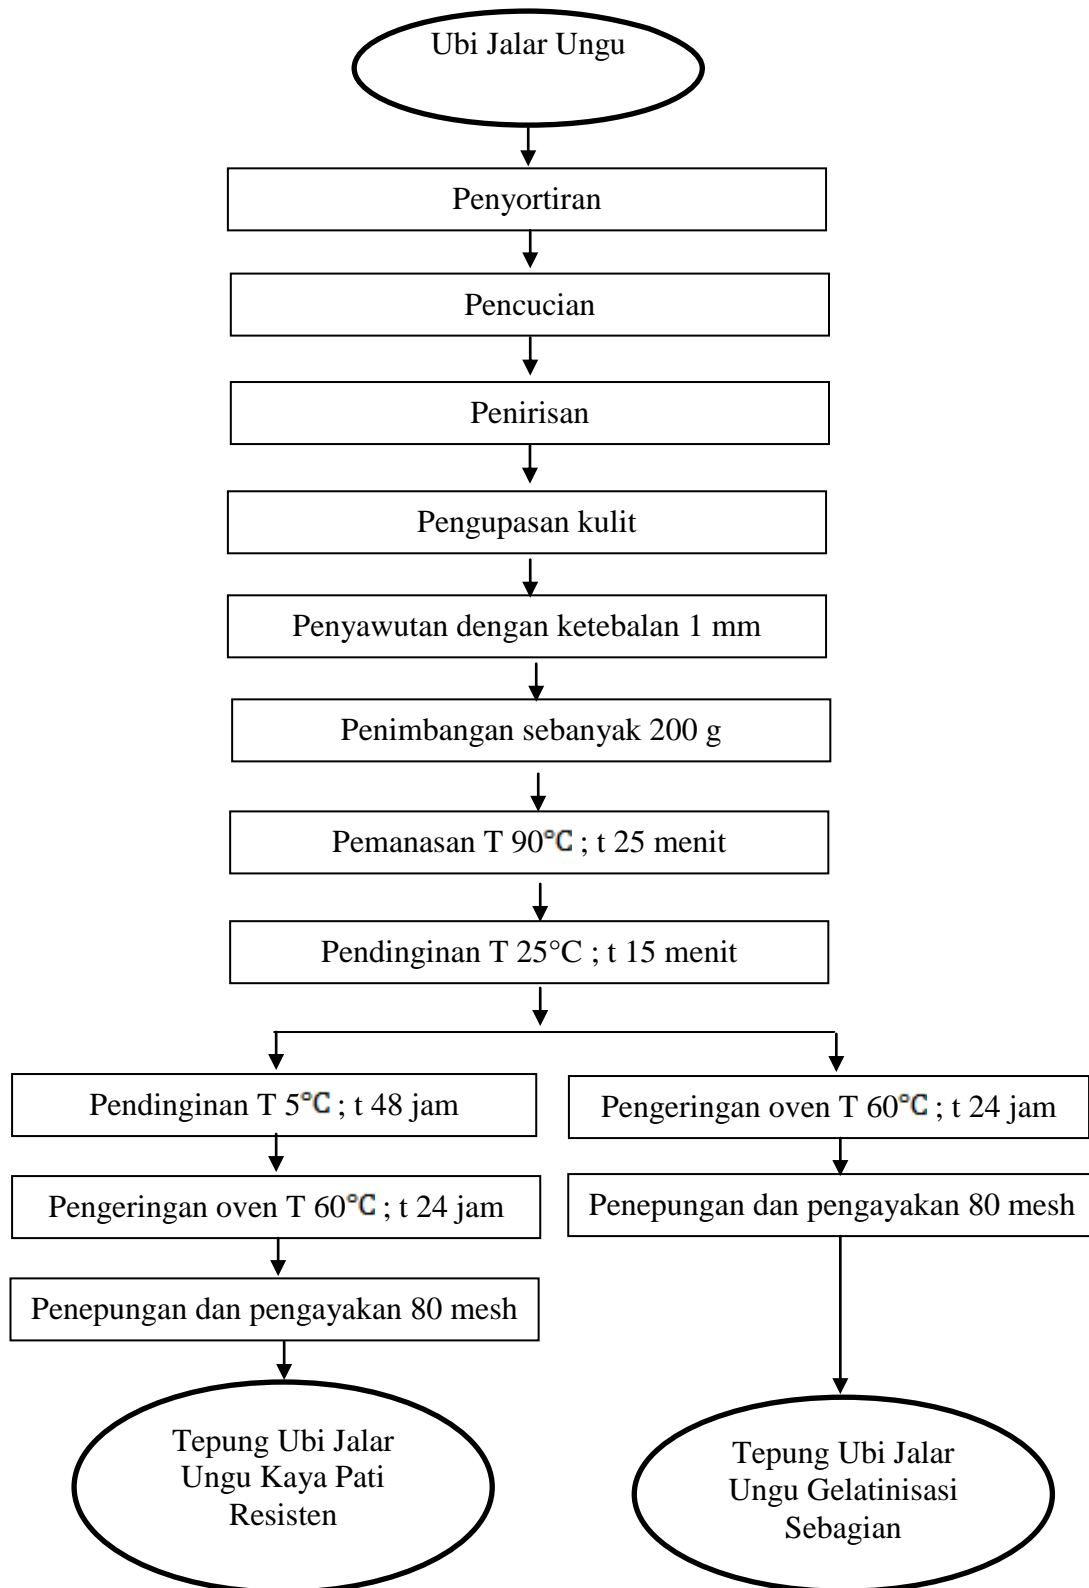 Ubi Jalar Ungu
Penyortiran
Pencucian
Penirisan
Pengupasan kulit
Penyawutan dengan ketebalan 1 mm
Penimbangan sebanyak 200 g
Pemanasan T 90°C ; t 25 menit
Pendinginan T 25°C ; t 15 menit
Pendinginan T 5°C ; t 48 jam
Pengeringan oven T 60°C ; t 24 jam
Penepungan dan pengayakan 80 mesh
Tepung Ubi Jalar
Ungu Kaya Pati
Resisten
Pengeringan oven T 60°C ; t 24 jam
Penepungan dan pengayakan 80 mesh
Tepung Ubi Jalar
Ungu Gelatinisasi
Sebagian